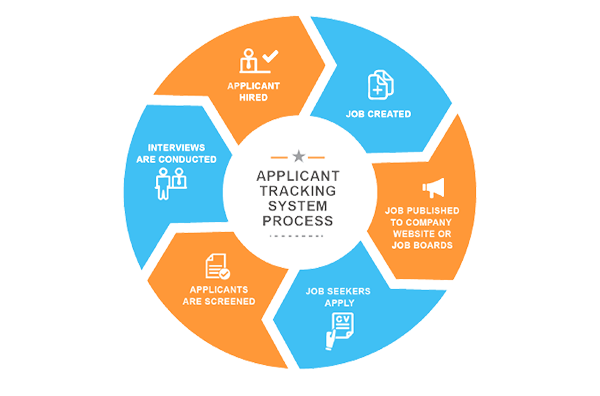 APPLICANT
TRACKING
SYSTEM
PROCESS
JOB CREATED
JOB PUBLISHED
TO COMPANY
WEBSITE OR
JOB BOARDS
JOB SEEKERS
APPLY
CV
APPLICANTS
ARE SCREENED
INTERVIEWS
ARE CONDUCTED
APPLICANT
HIRED